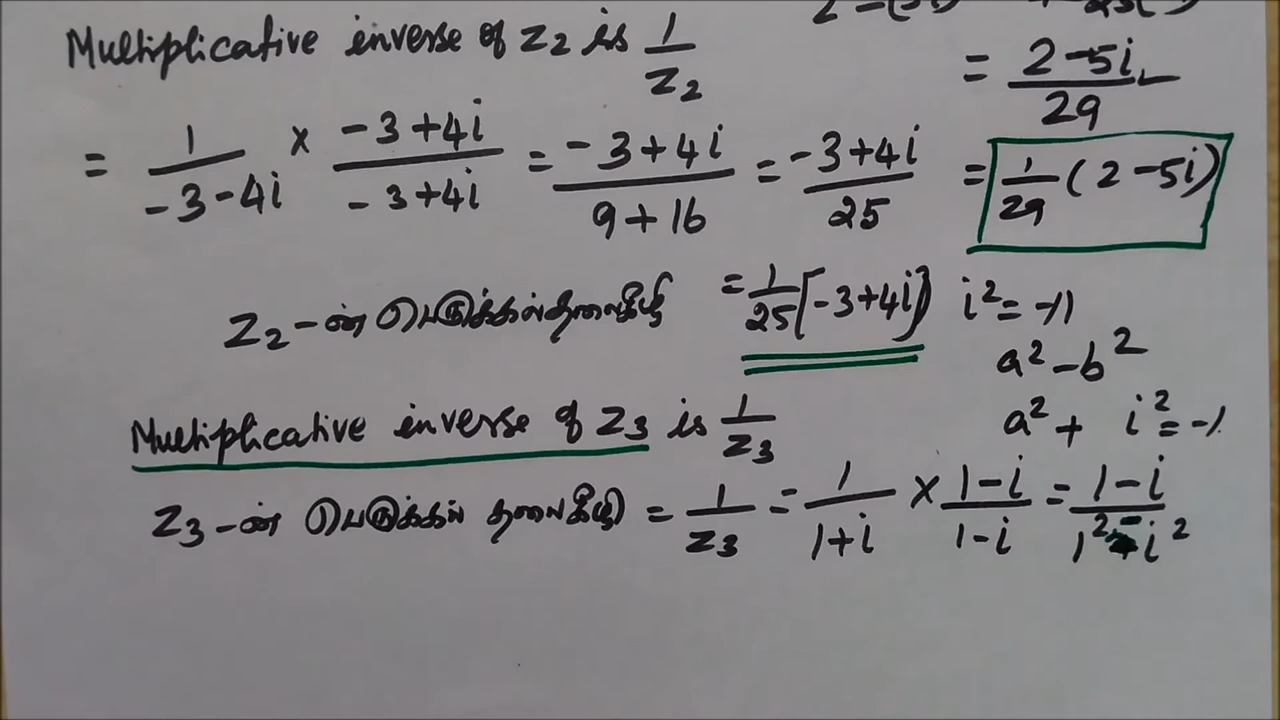 Multiplicative inverse of z2 is 1/z2
= 1/(-3-4i) × (-3+4i)/(-3+4i) = (-3+4i)/(9+16) = (-3+4i)/25
z2-ன் பெருக்கல் தலைகீழி = 1/25 [-3+4i]
= (2-5i)/29
= 1/29 (2-5i)
i² = -1
a² - b²
a² + i² = -1
Multiplicative inverse of z3 is 1/z3
z3-ன் பெருக்கல் தலைகீழி = 1/z3 = 1/(1+i) × (1-i)/(1-i) = (1-i)/(1² - i²)